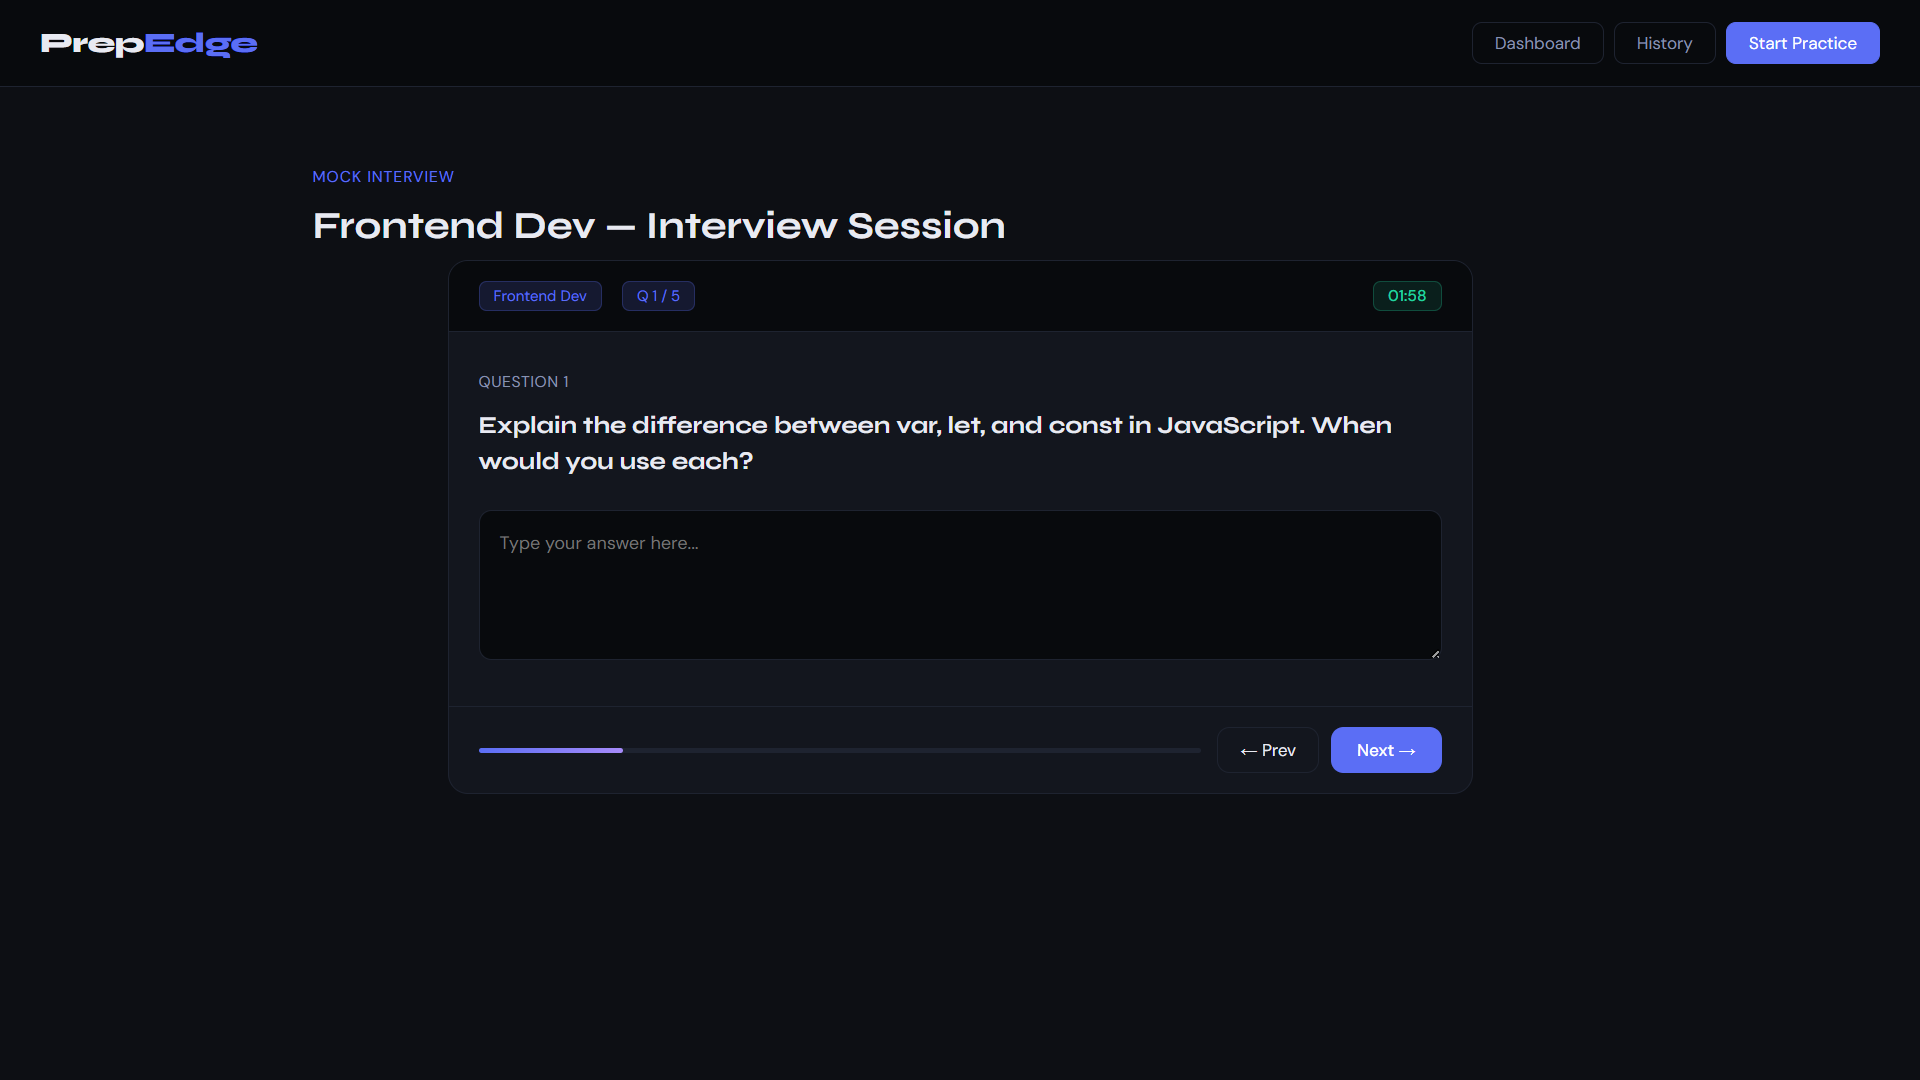 PrepEdge
Dashboard
History
Start Practice
MOCK INTERVIEW
Frontend Dev — Interview Session
Frontend Dev
Q 1 / 5
01:58
QUESTION 1
Explain the difference between var, let, and const in JavaScript. When
would you use each?
Type your answer here...
← Prev
Next →